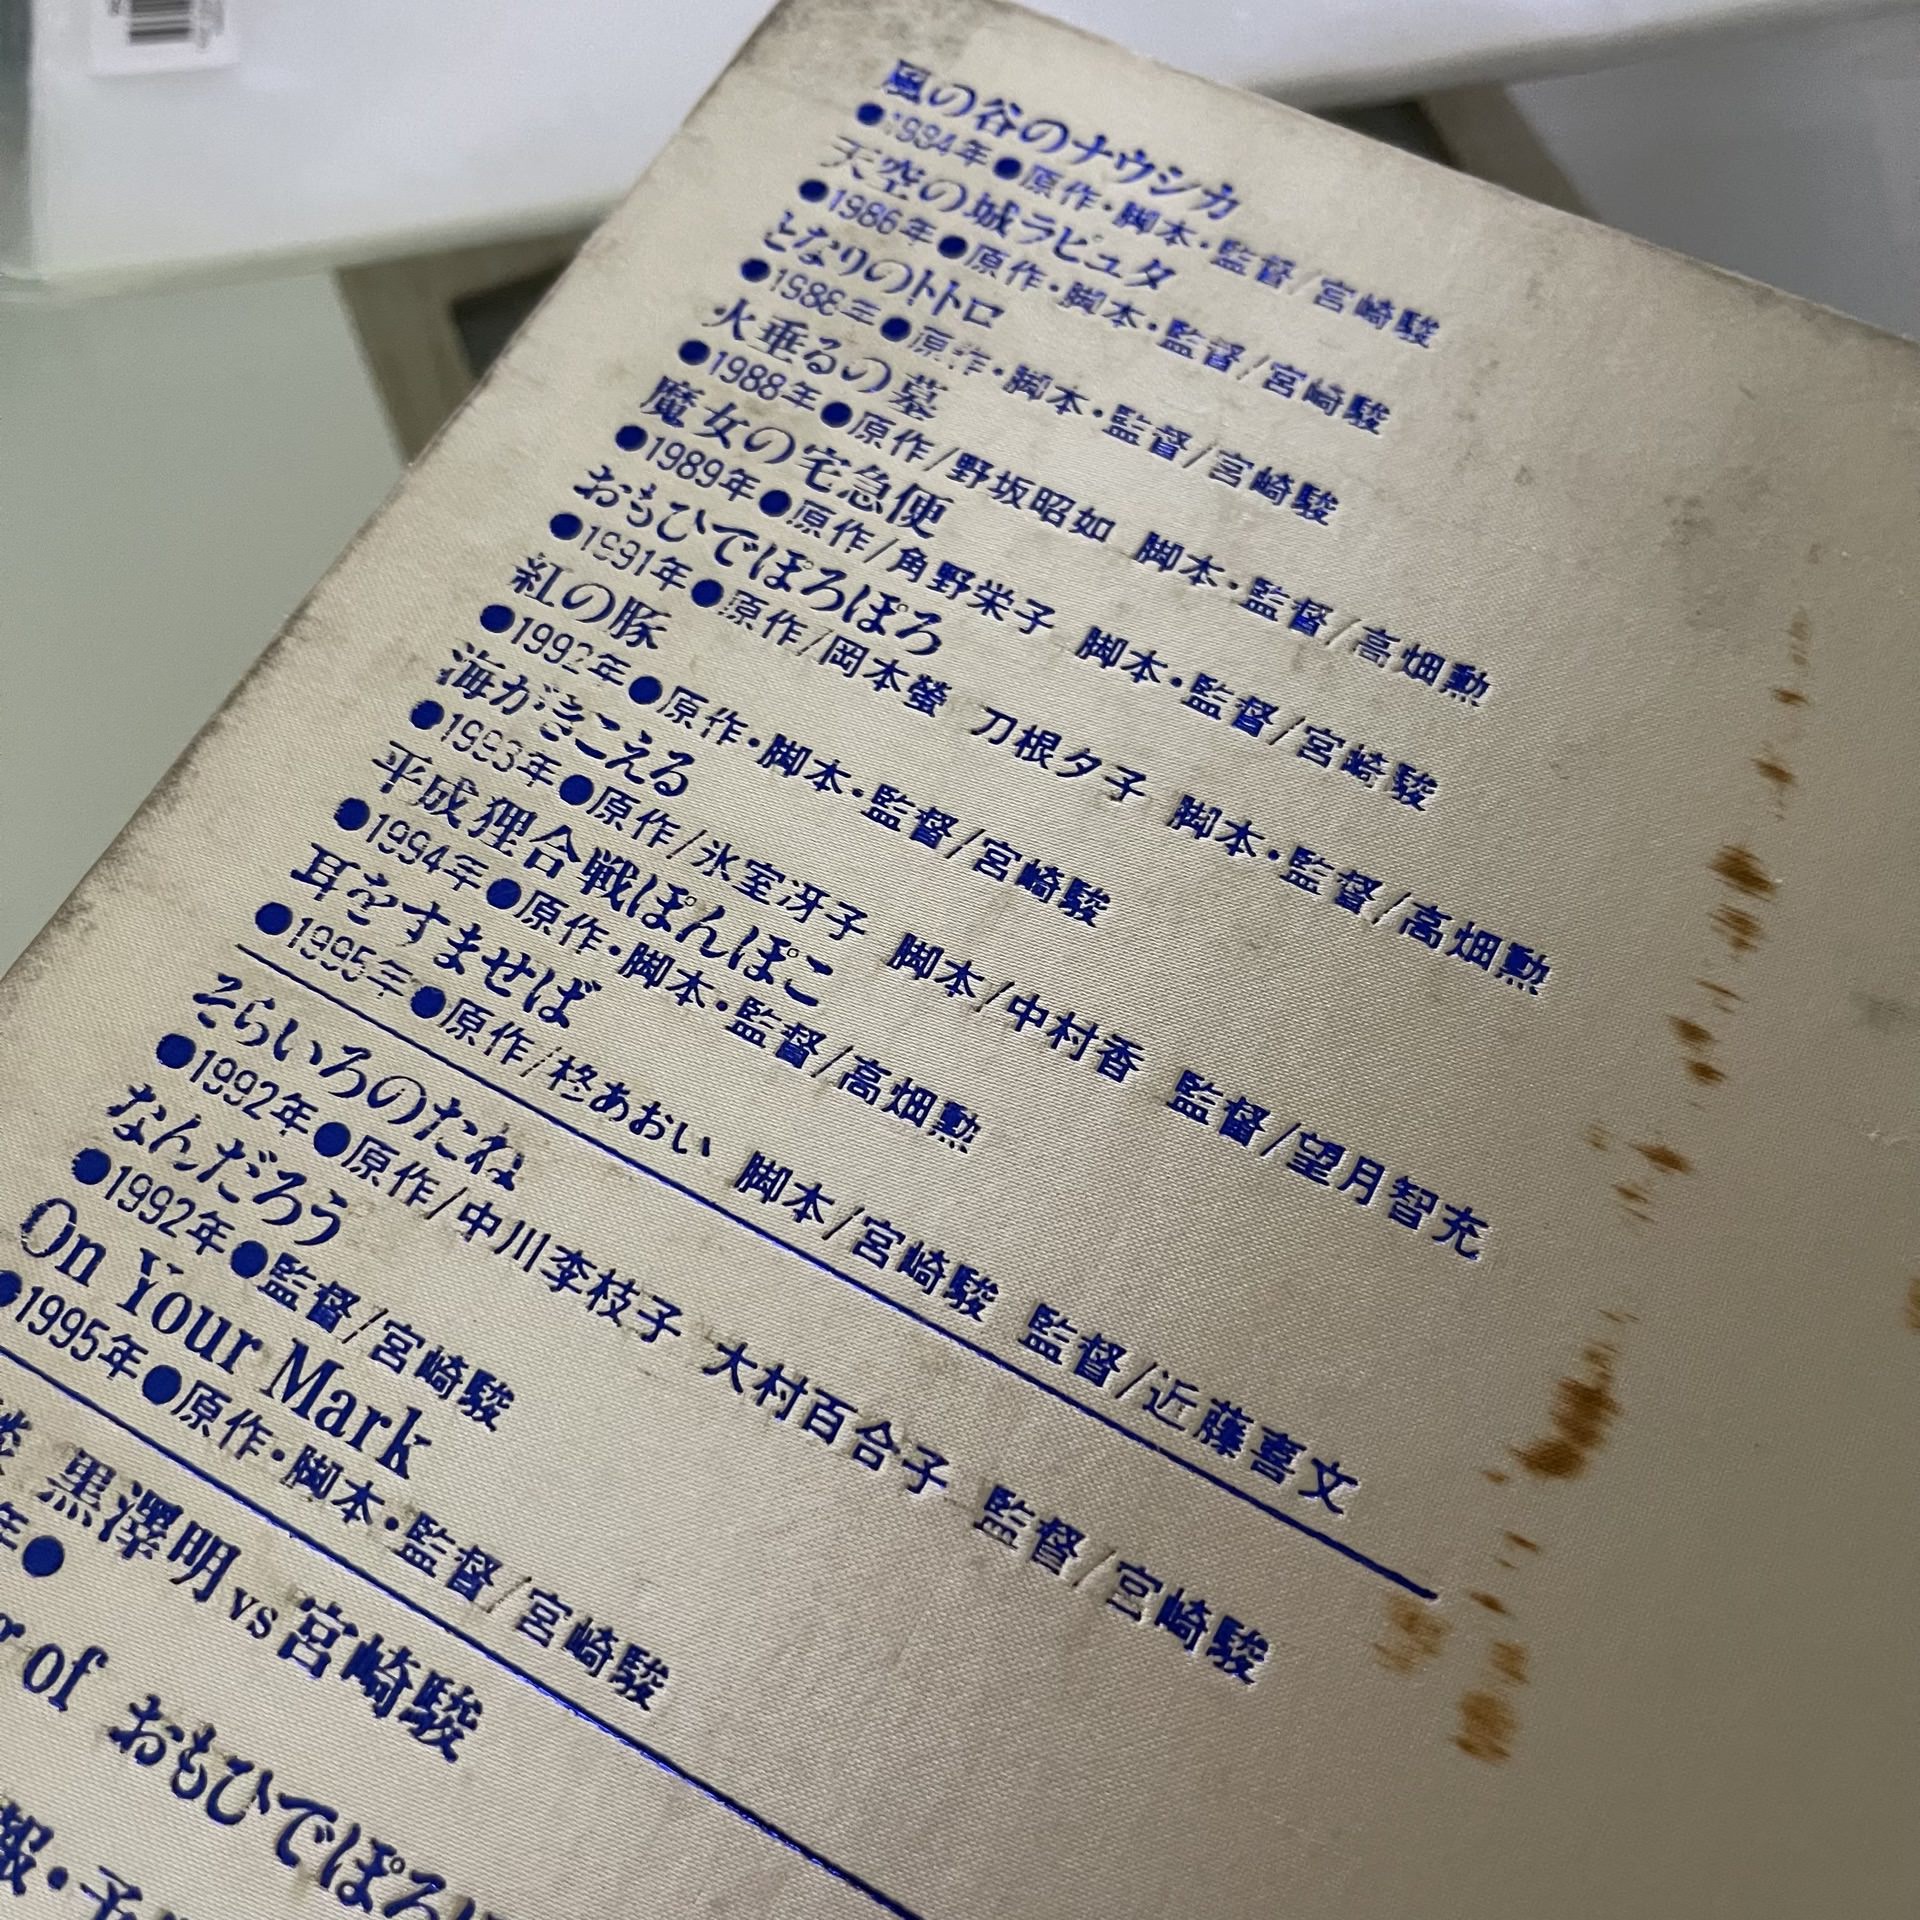 風の谷のナウシカ
●1984年●原作・脚本・監督/宮崎駿
天空の城ラピュタ
●1986年●原作・脚本・監督/宮崎駿
となりのトトロ
●1988年●原作・脚本・監督/宮崎駿
火垂るの墓
●1988年●原作/野坂昭如 脚本・監督/高畑勲
魔女の宅急便
●1989年●原作/角野栄子 脚本・監督/宮崎駿
おもひでぽろぽろ
●1991年●原作/岡本螢 刀根夕子 脚本・監督/高畑勲
紅の豚
●1992年●原作・脚本・監督/宮崎駿
海がきこえる
●1993年●原作/氷室冴子 脚本/中村香 監督/望月智充
平成狸合戦ぽんぽこ
●1994年●原作・脚本・監督/高畑勲
耳をすませば
●1995年●原作/柊あおい 脚本/宮崎駿 監督/近藤喜文
そらいろのたね
●1992年●原作/中川李枝子 大村百合子 監督/宮崎駿
なんだろう
●1992年●監督/宮崎駿
On Your Mark
●1995年●原作・脚本・監督/宮崎駿
談 黒澤明vs宮崎駿
年●
of おもひでぽろ
報・予